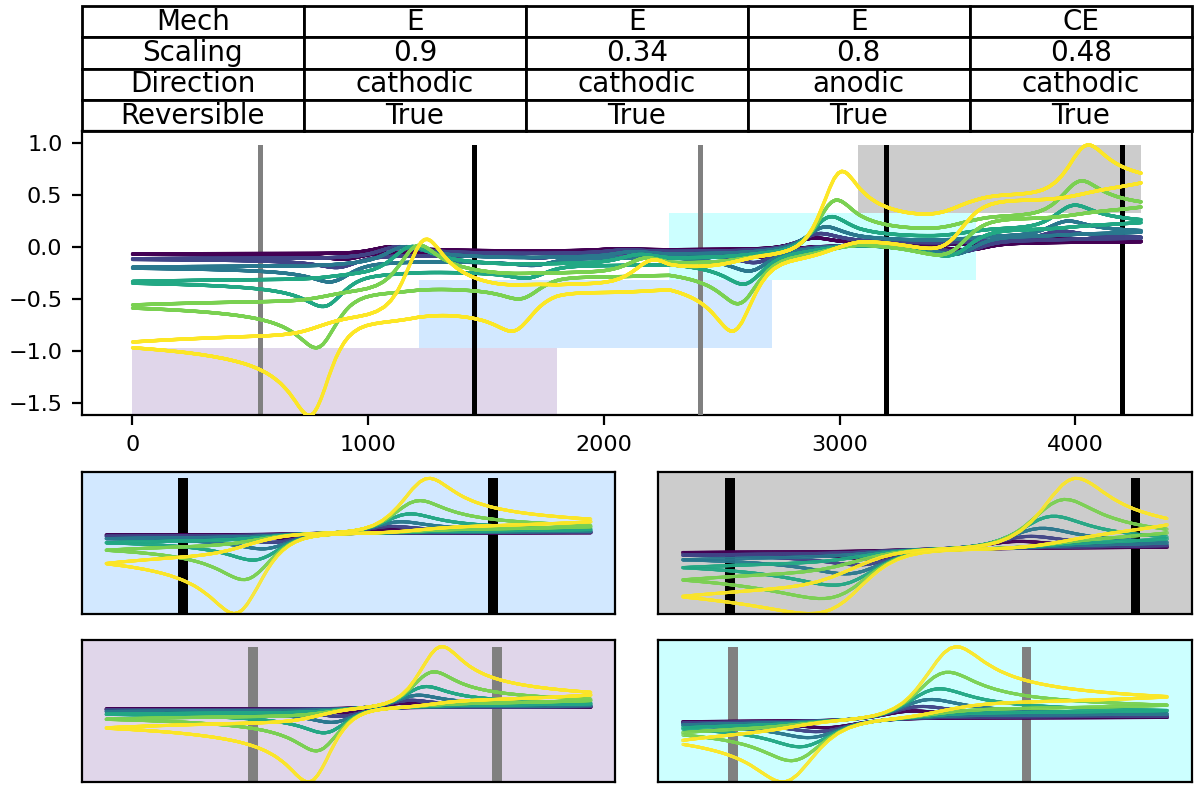 Mech E E E CE
Scaling 0.9 0.34 0.8 0.48
Direction cathodic cathodic anodic cathodic
Reversible True True True True
1.0
0.5
0.0
−0.5
−1.0
−1.5
0 1000 2000 3000 4000